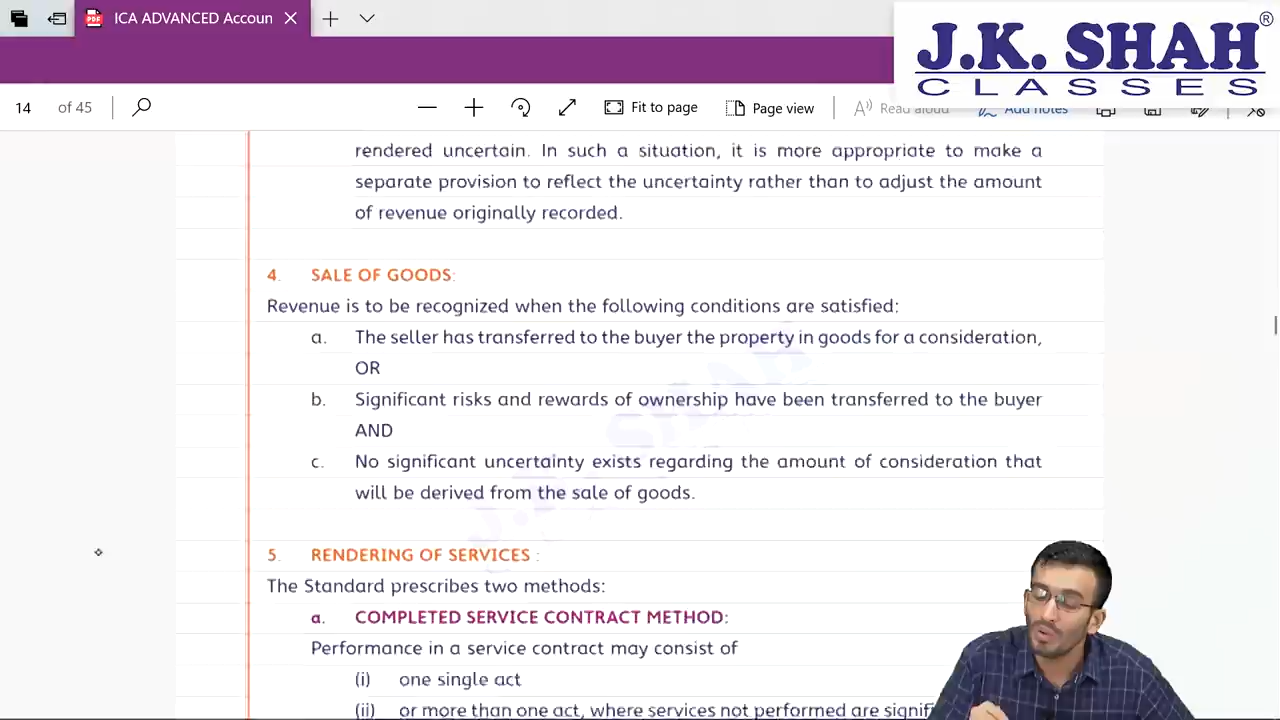 ICA ADVANCED Accoun
J.K. SHAH®
CLASSES
14 of 45
Fit to page
Page view
Read aloud
Add notes
rendered uncertain. In such a situation, it is more appropriate to make a
separate provision to reflect the uncertainty rather than to adjust the amount
of revenue originally recorded.
4. SALE OF GOODS:
Revenue is to be recognized when the following conditions are satisfied:
a. The seller has transferred to the buyer the property in goods for a consideration,
OR
b. Significant risks and rewards of ownership have been transferred to the buyer
AND
c. No significant uncertainty exists regarding the amount of consideration that
will be derived from the sale of goods.
5. RENDERING OF SERVICES :
The Standard prescribes two methods:
a. COMPLETED SERVICE CONTRACT METHOD:
Performance in a service contract may consist of
(i) one single act
(ii) or more than one act, where services not performed are signifi